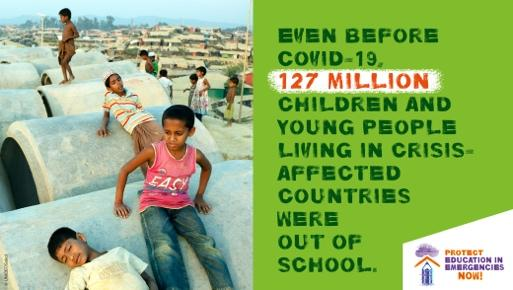 EVEN BEFORE
COVID-19,
127 MILLION
CHILDREN AND
YOUNG PEOPLE
LIVING IN CRISIS-
AFFECTED
COUNTRIES
WERE
OUT OF
SCHOOL.
EASY
PROTECT
EDUCATION IN
EMERGENCIES
NOW!